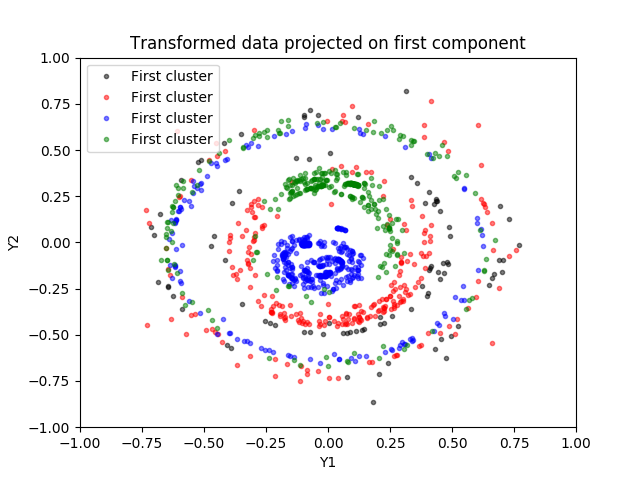 Transformed data projected on first component
First cluster
First cluster
First cluster
First cluster
1.00
0.75
0.50
0.25
0.00
−0.25
−0.50
−0.75
−1.00
Y2
−1.00 −0.75 −0.50 −0.25 0.00 0.25 0.50 0.75 1.00
Y1